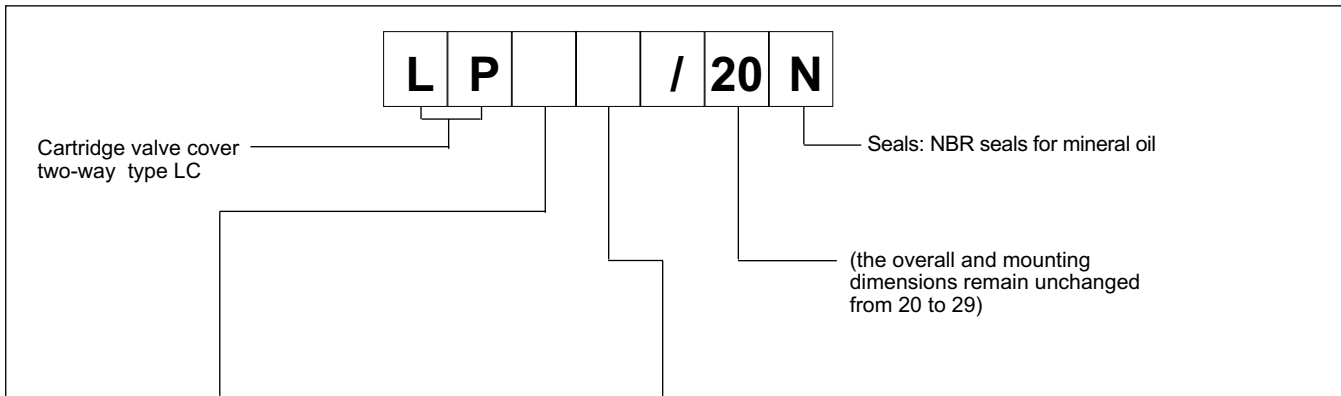 L P / 20 N
Cartridge valve cover
two-way type LC
Seals: NBR seals for mineral oil
(the overall and mounting
dimensions remain unchanged
from 20 to 29)